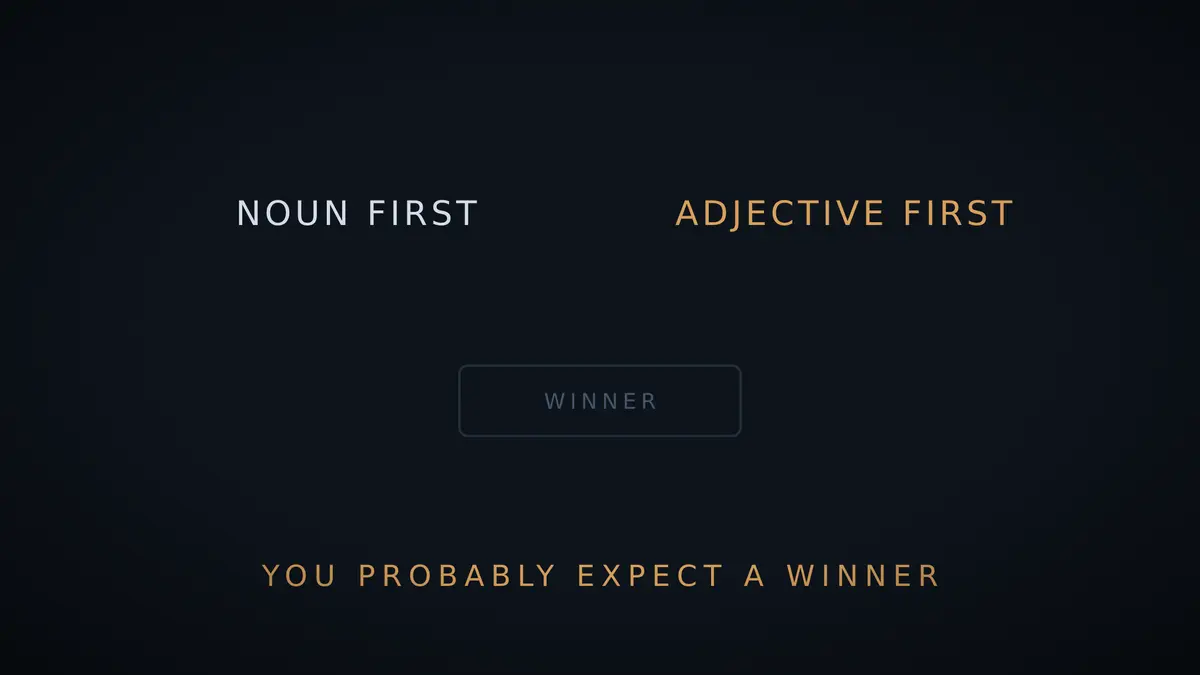 NOUN FIRST
ADJECTIVE FIRST
WINNER
YOU PROBABLY EXPECT A WINNER